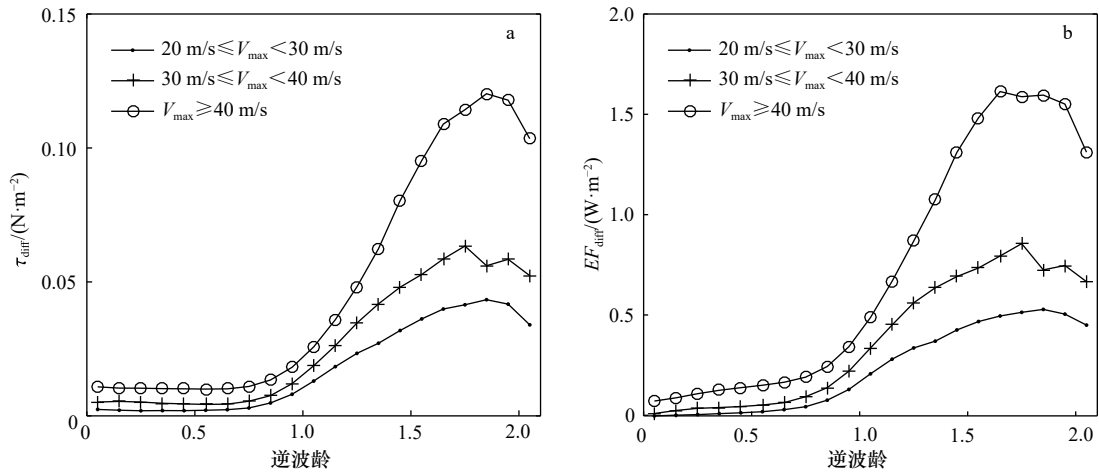 0.15
0.10
0.05
0
τdiff/(N·m−2)
a
20 m/s≤Vmax<30 m/s
30 m/s≤Vmax<40 m/s
Vmax≥40 m/s
0 0.5 1.0 1.5 2.0
逆波龄
2.0
1.5
1.0
0.5
0
EFdiff/(W·m−2)
b
20 m/s≤Vmax<30 m/s
30 m/s≤Vmax<40 m/s
Vmax≥40 m/s
0 0.5 1.0 1.5 2.0
逆波龄